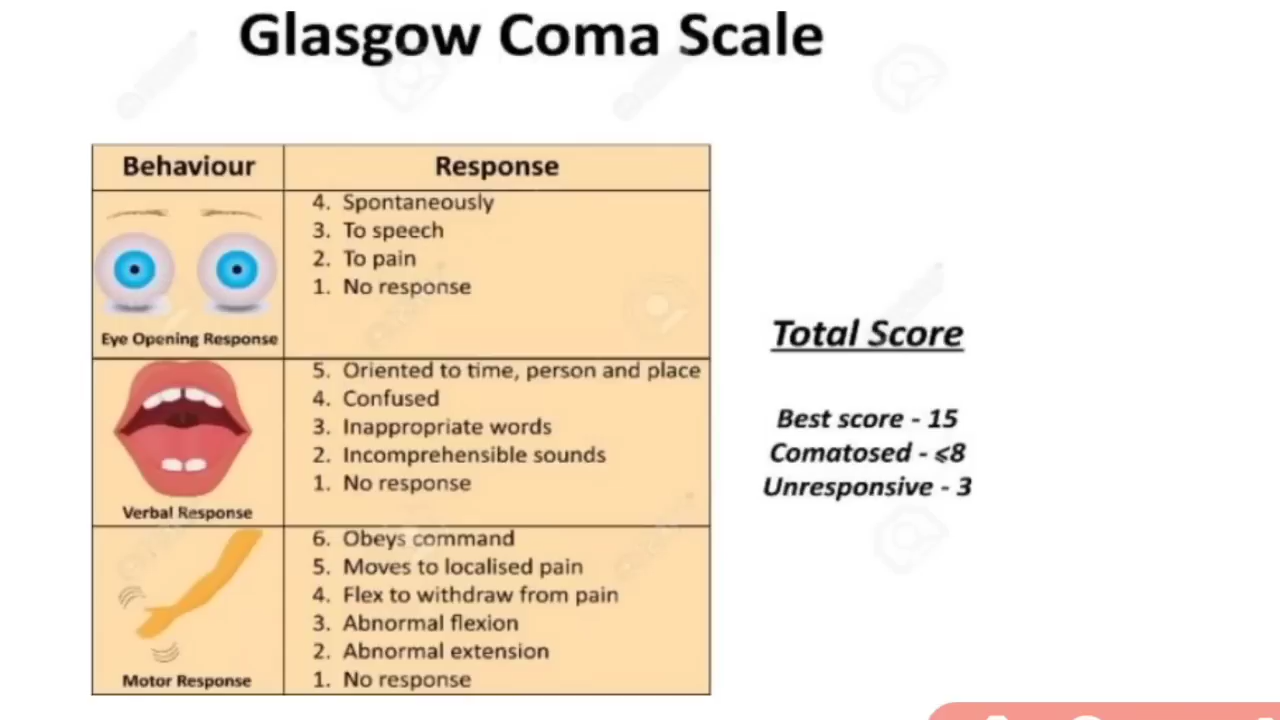 Glasgow Coma Scale
Behaviour
Response
4. Spontaneously
3. To speech
2. To pain
1. No response
Eye Opening Response
5. Oriented to time, person and place
4. Confused
3. Inappropriate words
2. Incomprehensible sounds
1. No response
Verbal Response
6. Obeys command
5. Moves to localised pain
4. Flex to withdraw from pain
3. Abnormal flexion
2. Abnormal extension
1. No response
Motor Response
Total Score
Best score - 15
Comatosed - ⩽8
Unresponsive - 3